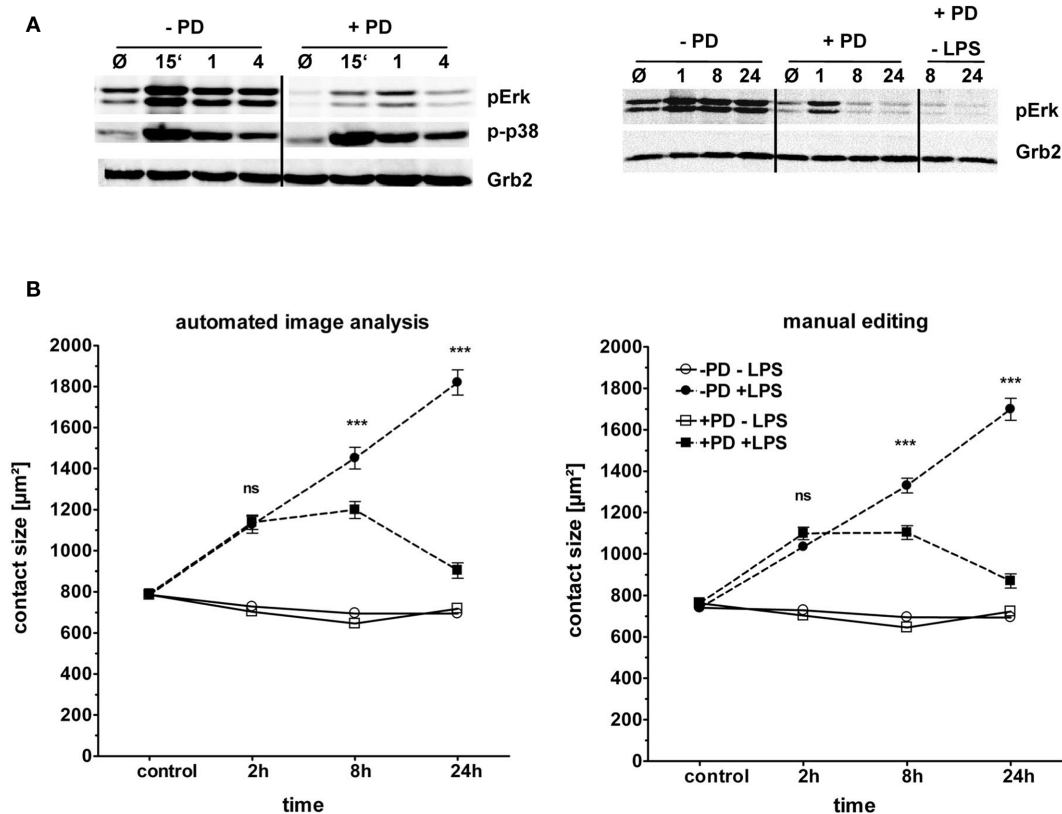 A
- PD
+ PD
Ø 15‘ 1 4 Ø 15‘ 1 4
pErk
p-p38
Grb2
+ PD
- PD
+ PD
- LPS
Ø 1 8 24 Ø 1 8 24 8 24
pErk
Grb2
B
automated image analysis
2000
1800
1600
1400
1200
1000
800
600
400
200
0
contact size [µm²]
ns
***
***
control 2h 8h 24h
time
manual editing
2000
1800
1600
1400
1200
1000
800
600
400
200
0
contact size [µm²]
-PD - LPS
-PD +LPS
+PD - LPS
+PD +LPS
ns
***
***
control 2h 8h 24h
time